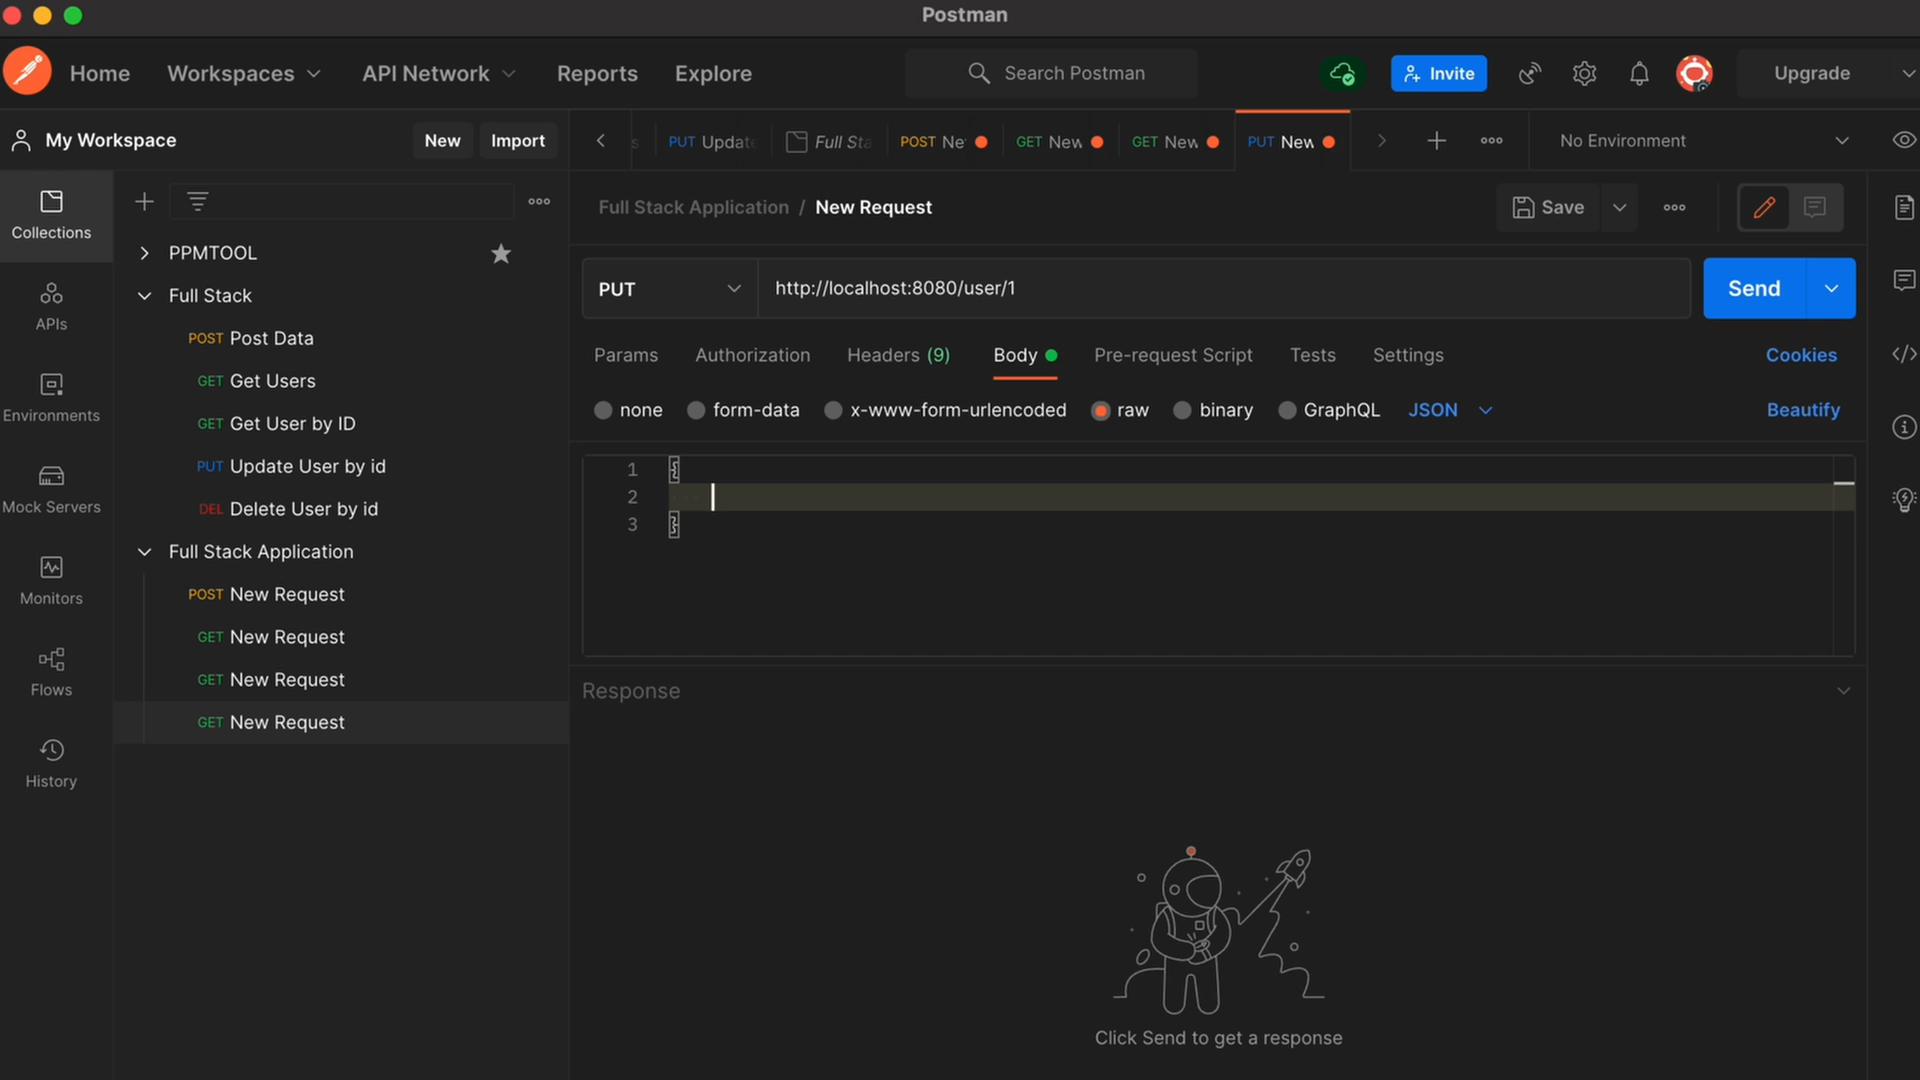 Postman
Home Workspaces API Network Reports Explore Search Postman Invite Upgrade
My Workspace New Import
s PUT Update Full Sta POST Ne GET New GET New PUT New No Environment
Collections
APIs
Environments
Mock Servers
Monitors
Flows
History
PPMTOOL
Full Stack
POST Post Data
GET Get Users
GET Get User by ID
PUT Update User by id
DEL Delete User by id
Full Stack Application
POST New Request
GET New Request
GET New Request
GET New Request
Full Stack Application / New Request Save
PUT http://localhost:8080/user/1 Send
Params Authorization Headers (9) Body Pre-request Script Tests Settings Cookies
none form-data x-www-form-urlencoded raw binary GraphQL JSON Beautify
1 {
2
3 }
Response
Click Send to get a response